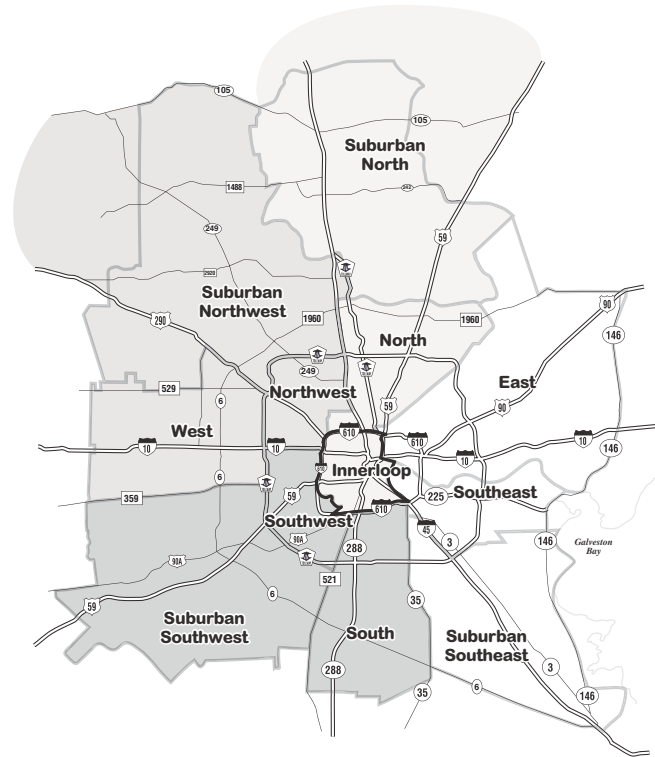 105
105
Suburban
North
1488
242
249
59
2920
90
Suburban
Northwest
290
1960
1960
146
North
249
East
529
Northwest
6
59
90
West
610
610
10
10
10
10
146
Innerloop
610
6
59
225
Southeast
359
610
Southwest
45
90A
288
3
146
Galveston
Bay
90A
521
6
35
59
Suburban
Southwest
South
Suburban
Southeast
288
3
6
35
146